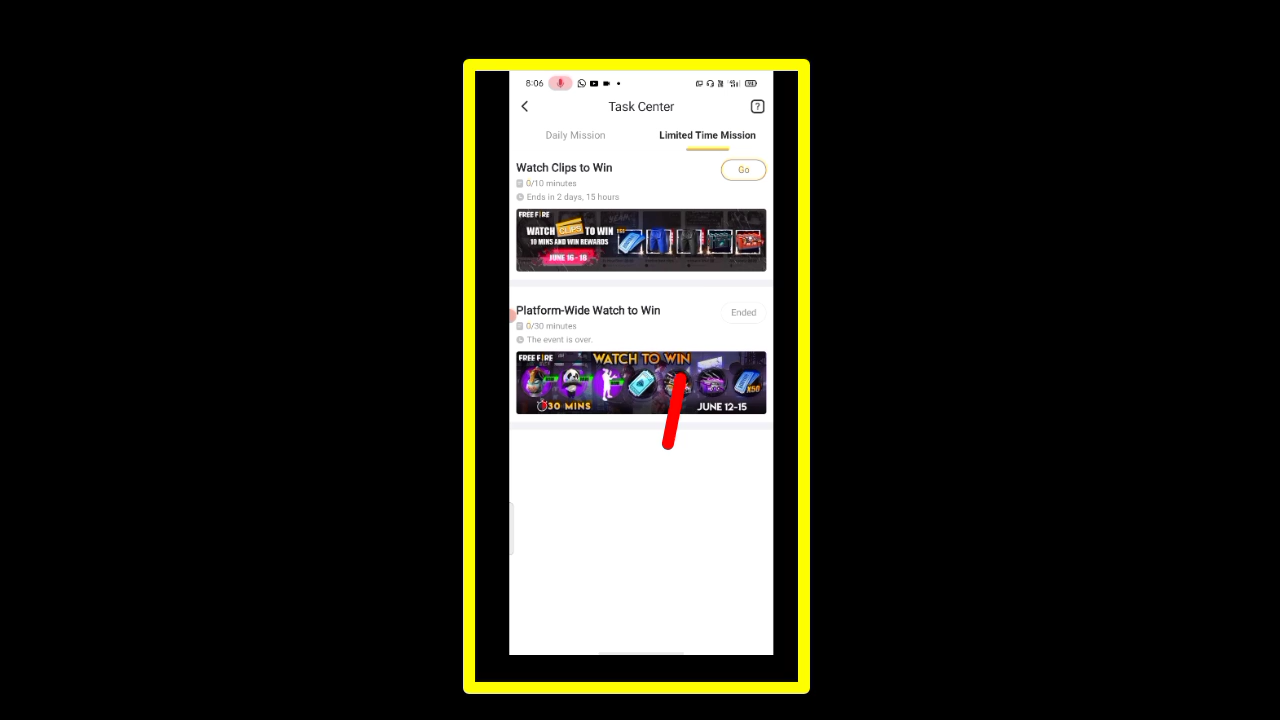 8:06
Task Center
?
Daily Mission
Limited Time Mission
Watch Clips to Win
Go
0/10 minutes
Ends in 2 days, 15 hours
FREE FIRE
WATCH CLIPS TO WIN
10 MINS AND WIN REWARDS
JUNE 16 - 18
Platform-Wide Watch to Win
Ended
0/30 minutes
The event is over.
FREE FIRE
WATCH TO WIN
X50
30 MINS
JUNE 12-15